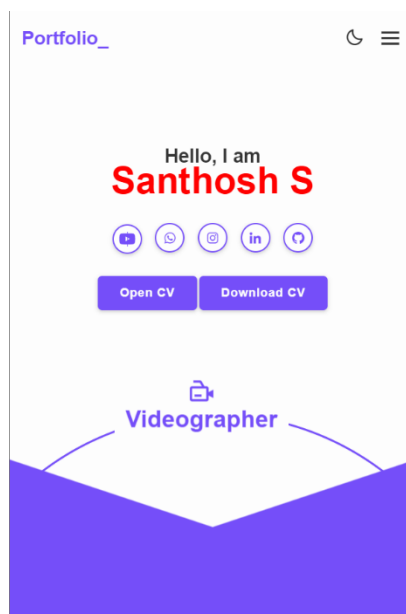 Portfolio_
Hello, I am
Santhosh S
Open CV Download CV
Videographer